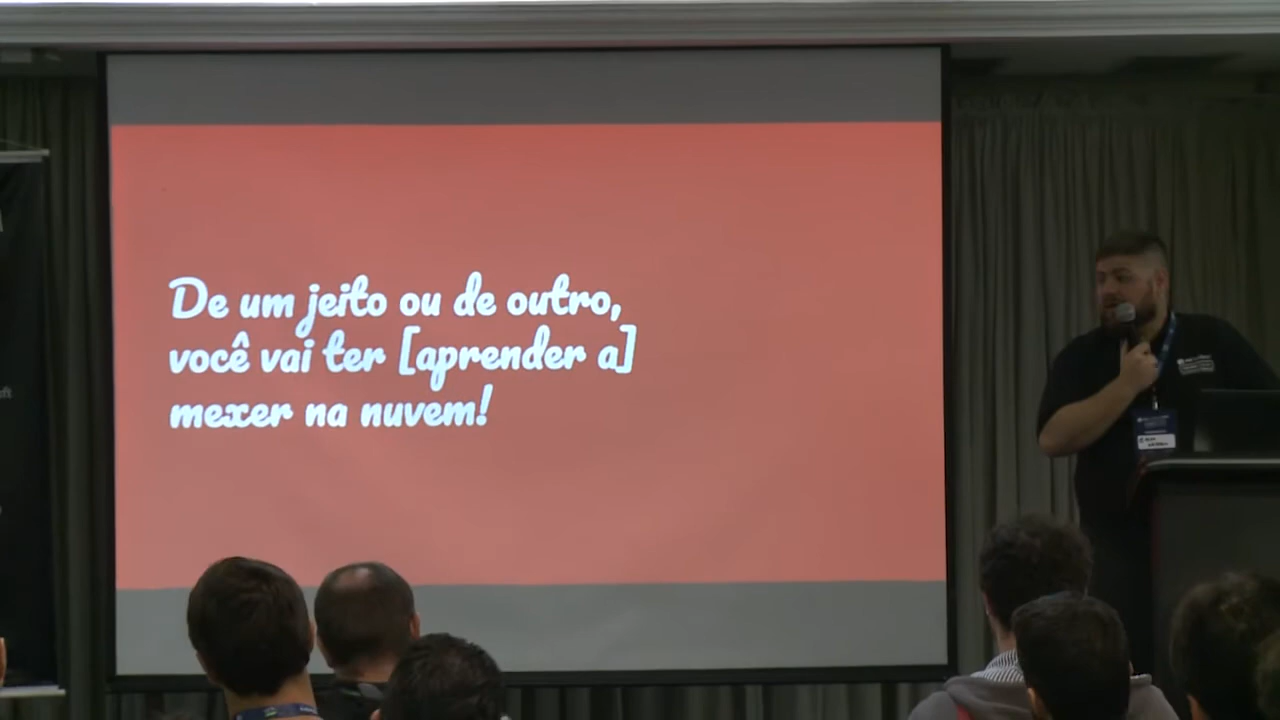 De um jeito ou de outro,
você vai ter [aprender a]
mexer na nuvem!